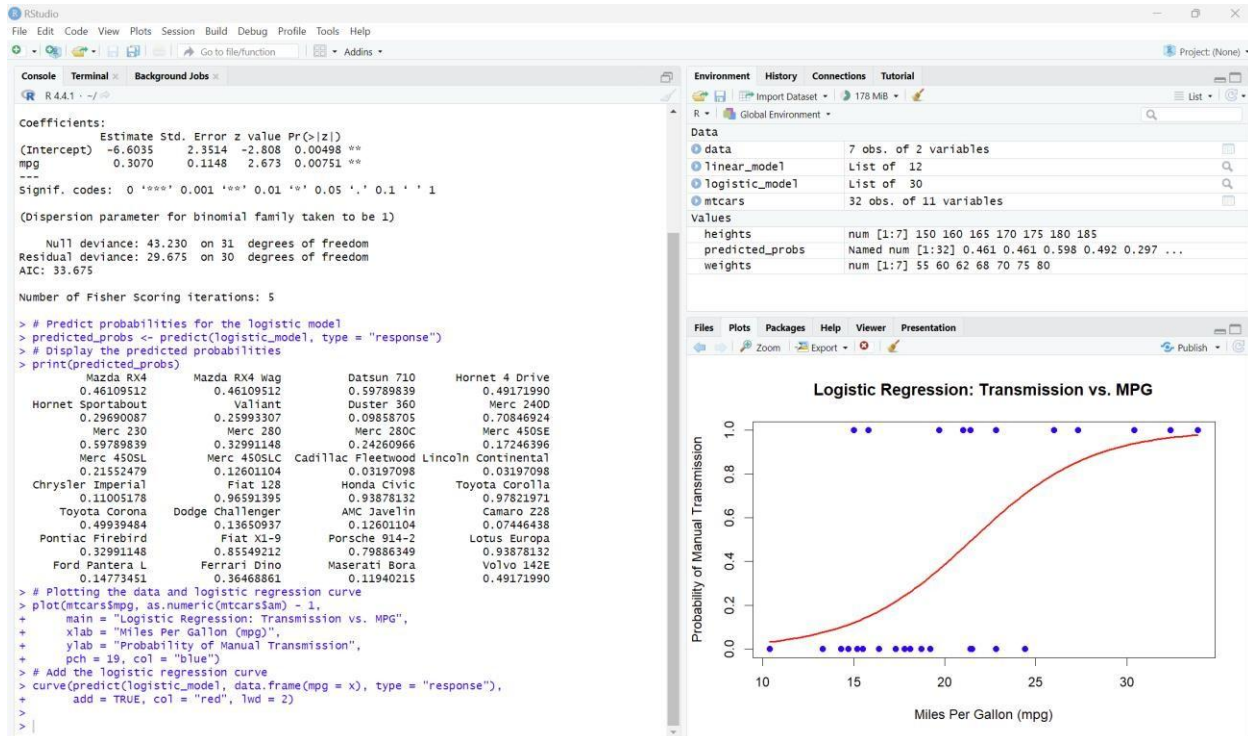 RStudio
File Edit Code View Plots Session Build Debug Profile Tools Help
Go to file/function Addins
Project: (None)
Console Terminal Background Jobs
R 4.4.1 · ~/
Coefficients:
Estimate Std. Error z value Pr(>|z|)
(Intercept) -6.6035 2.3514 -2.808 0.00498 **
mpg 0.3070 0.1148 2.673 0.00751 **
---
Signif. codes: 0 ‘***’ 0.001 ‘**’ 0.01 ‘*’ 0.05 ‘.’ 0.1 ‘ ’ 1
(Dispersion parameter for binomial family taken to be 1)
Null deviance: 43.230 on 31 degrees of freedom
Residual deviance: 29.675 on 30 degrees of freedom
AIC: 33.675
Number of Fisher Scoring iterations: 5
> # Predict probabilities for the logistic model
> predicted_probs <- predict(logistic_model, type = "response")
> # Display the predicted probabilities
> print(predicted_probs)
Mazda RX4 Mazda RX4 Wag Datsun 710 Hornet 4 Drive
0.46109512 0.46109512 0.59789839 0.49171990
Hornet Sportabout Valiant Duster 360 Merc 240D
0.29690087 0.25993307 0.09858705 0.70846924
Merc 230 Merc 280 Merc 280C Merc 450SE
0.59789839 0.32991148 0.24260966 0.17246396
Merc 450SL Merc 450SLC Cadillac Fleetwood Lincoln Continental
0.21552479 0.12601104 0.03197098 0.03197098
Chrysler Imperial Fiat 128 Honda Civic Toyota Corolla
0.11005178 0.96591395 0.93878132 0.97821971
Toyota Corona Dodge Challenger AMC Javelin Camaro Z28
0.49939484 0.13650937 0.12601104 0.07446438
Pontiac Firebird Fiat X1-9 Porsche 914-2 Lotus Europa
0.32991148 0.85549212 0.79886349 0.93878132
Ford Pantera L Ferrari Dino Maserati Bora Volvo 142E
0.14773451 0.36468861 0.11940215 0.49171990
> # Plotting the data and logistic regression curve
> plot(mtcars$mpg, as.numeric(mtcars$am) - 1,
+ main = "Logistic Regression: Transmission vs. MPG",
+ xlab = "Miles Per Gallon (mpg)",
+ ylab = "Probability of Manual Transmission",
+ pch = 19, col = "blue")
> # Add the logistic regression curve
> curve(predict(logistic_model, data.frame(mpg = x), type = "response"),
+ add = TRUE, col = "red", lwd = 2)
>
>
Environment History Connections Tutorial
Import Dataset 178 MiB List
R Global Environment
Data
data 7 obs. of 2 variables
linear_model List of 12
logistic_model List of 30
mtcars 32 obs. of 11 variables
Values
heights num [1:7] 150 160 165 170 175 180 185
predicted_probs Named num [1:32] 0.461 0.461 0.598 0.492 0.297 ...
weights num [1:7] 55 60 62 68 70 75 80
Files Plots Packages Help Viewer Presentation
Zoom Export Publish
Logistic Regression: Transmission vs. MPG
Probability of Manual Transmission
1.0
0.8
0.6
0.4
0.2
0.0
10 15 20 25 30
Miles Per Gallon (mpg)